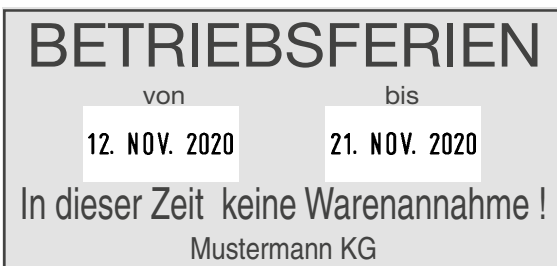 BETRIEBSFERIEN
von bis
12. NOV. 2020 21. NOV. 2020
In dieser Zeit keine Warenannahme !
Mustermann KG